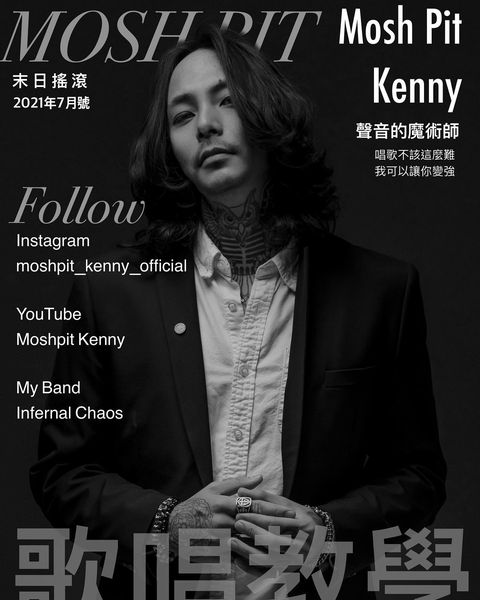 MOSH PIT
末日搖滾
2021年7月號
Mosh Pit
Kenny
聲音的魔術師
唱歌不該這麼難
我可以讓你變強
Follow
Instagram
moshpit_kenny_official
YouTube
Moshpit Kenny
My Band
Infernal Chaos
歌唱教學